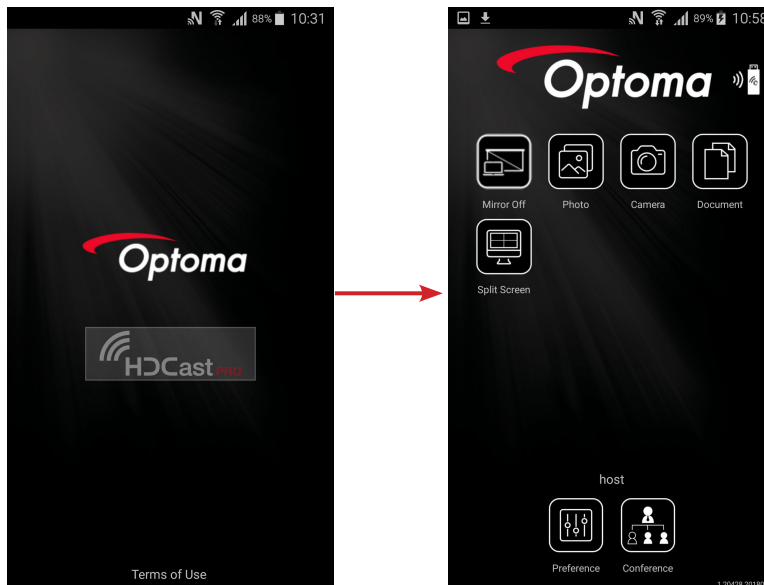 88% 10:31
Optoma
HDCast PRO
Terms of Use
89% 10:58
Optoma
Mirror Off Photo Camera Document
Split Screen
host
Preference Conference